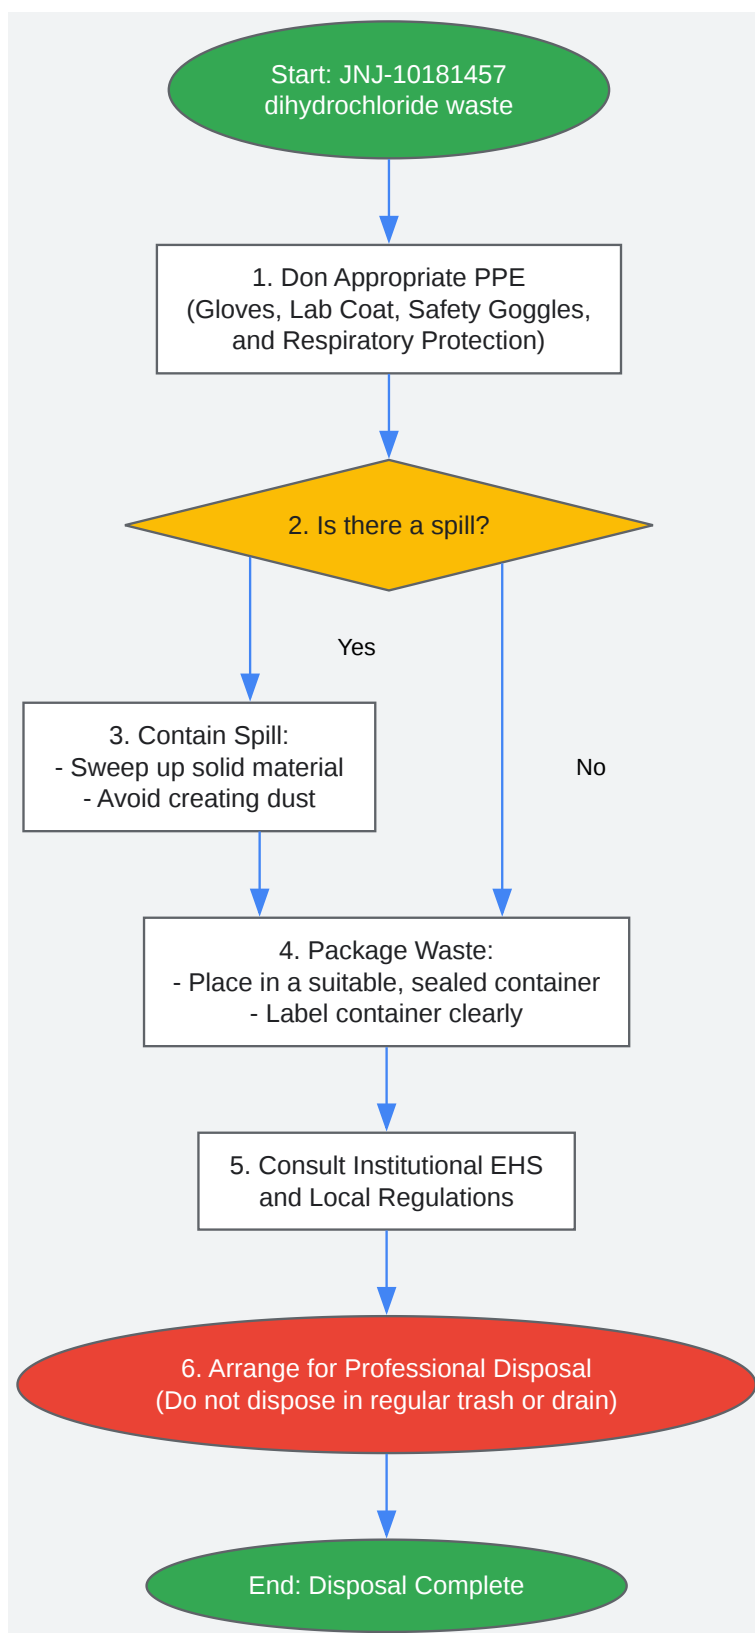 Start: JNJ-10181457
dihydrochloride waste
1. Don Appropriate PPE
(Gloves, Lab Coat, Safety Goggles,
and Respiratory Protection)
2. Is there a spill?
Yes
3. Contain Spill:
- Sweep up solid material
- Avoid creating dust
No
4. Package Waste:
- Place in a suitable, sealed container
- Label container clearly
5. Consult Institutional EHS
and Local Regulations
6. Arrange for Professional Disposal
(Do not dispose in regular trash or drain)
End: Disposal Complete